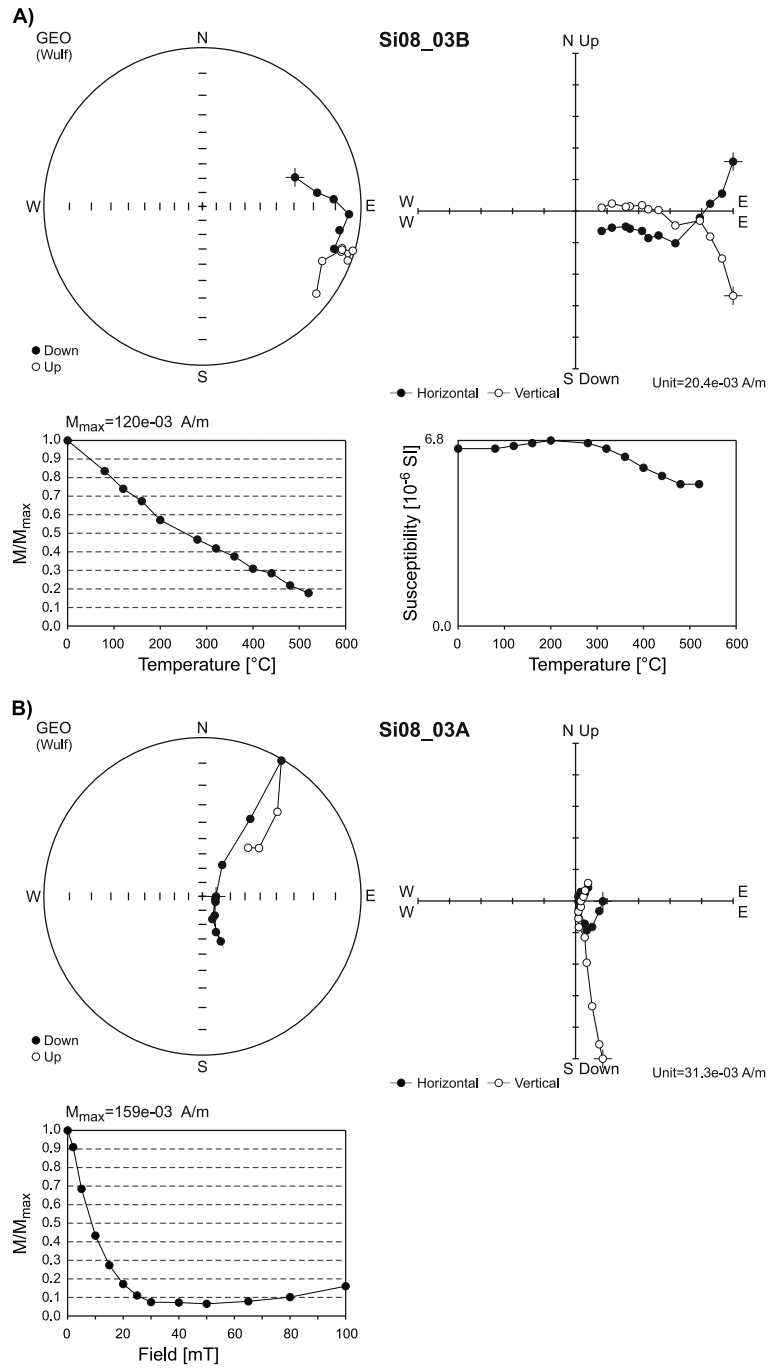 A)
GEO
(Wulf)
N
W
E
S
Down
Up
Si08_03B
N Up
W
W
E
E
S Down
Unit=20.4e-03 A/m
Horizontal
Vertical
Mmax=120e-03 A/m
1.0
0.9
0.8
0.7
0.6
0.5
0.4
0.3
0.2
0.1
0.0
M/Mmax
0 100 200 300 400 500 600
Temperature [°C]
6.8
0.0
Susceptibility [10-6 SI]
0 100 200 300 400 500 600
Temperature [°C]
B)
GEO
(Wulf)
N
W
E
S
Down
Up
Si08_03A
N Up
W
W
E
E
S Down
Unit=31.3e-03 A/m
Horizontal
Vertical
Mmax=159e-03 A/m
1.0
0.9
0.8
0.7
0.6
0.5
0.4
0.3
0.2
0.1
0.0
M/Mmax
0 20 40 60 80 100
Field [mT]